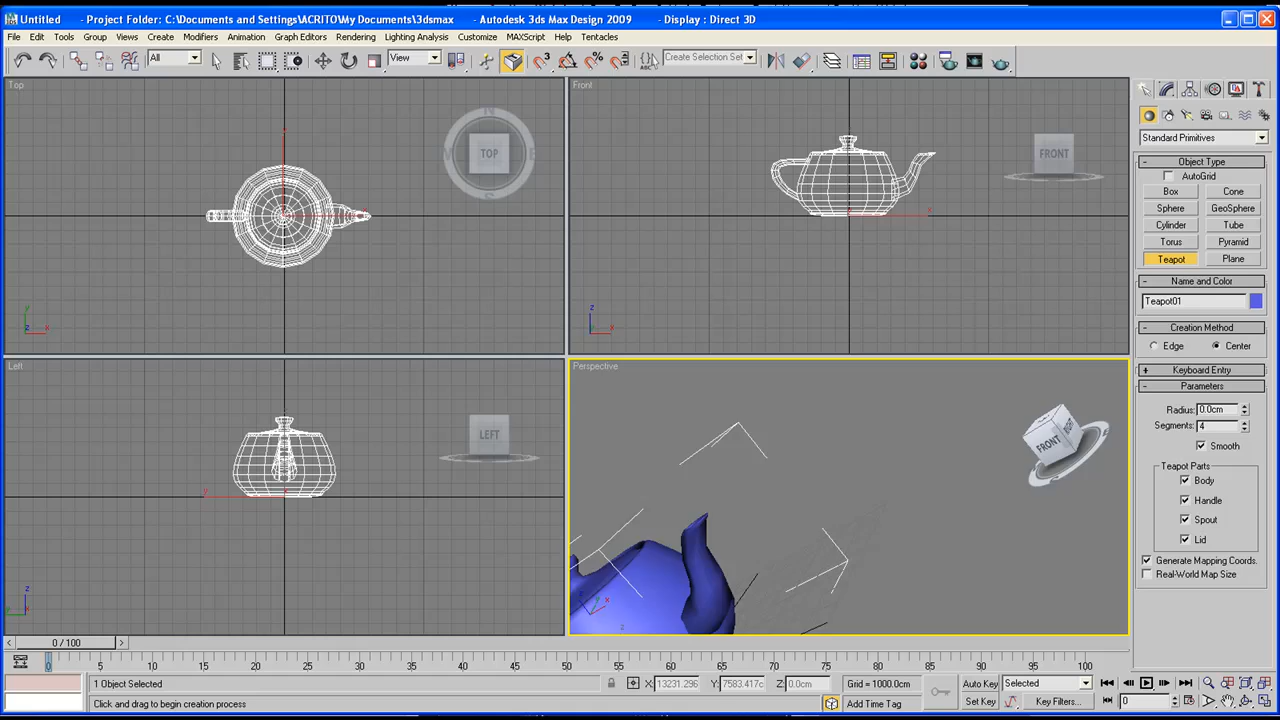 Untitled - Project Folder: C:\Documents and Settings\ACRITO\My Documents\3dsmax - Autodesk 3ds Max Design 2009 - Display : Direct 3D
File Edit Tools Group Views Create Modifiers Animation Graph Editors Rendering Lighting Analysis Customize MAXScript Help Tentacles
All View Create Selection Set
Top Front
TOP FRONT
Standard Primitives
- Object Type
AutoGrid
Box Cone
Sphere GeoSphere
Cylinder Tube
Torus Pyramid
Teapot Plane
- Name and Color
Teapot01
- Creation Method
Edge Center
+ Keyboard Entry
- Parameters
Radius: 0.0cm
Segments: 4
Smooth
Teapot Parts
Body
Handle
Spout
Lid
Generate Mapping Coords.
Real-World Map Size
Left Perspective
LEFT FRONT
0 / 100
0 5 10 15 20 25 30 35 40 45 50 55 60 65 70 75 80 85 90 95 100
1 Object Selected X: 13231.296 Y: 7583.417c Z: 0.0cm Grid = 1000.0cm Auto Key Selected
Click and drag to begin creation process Add Time Tag Set Key Key Filters... 0